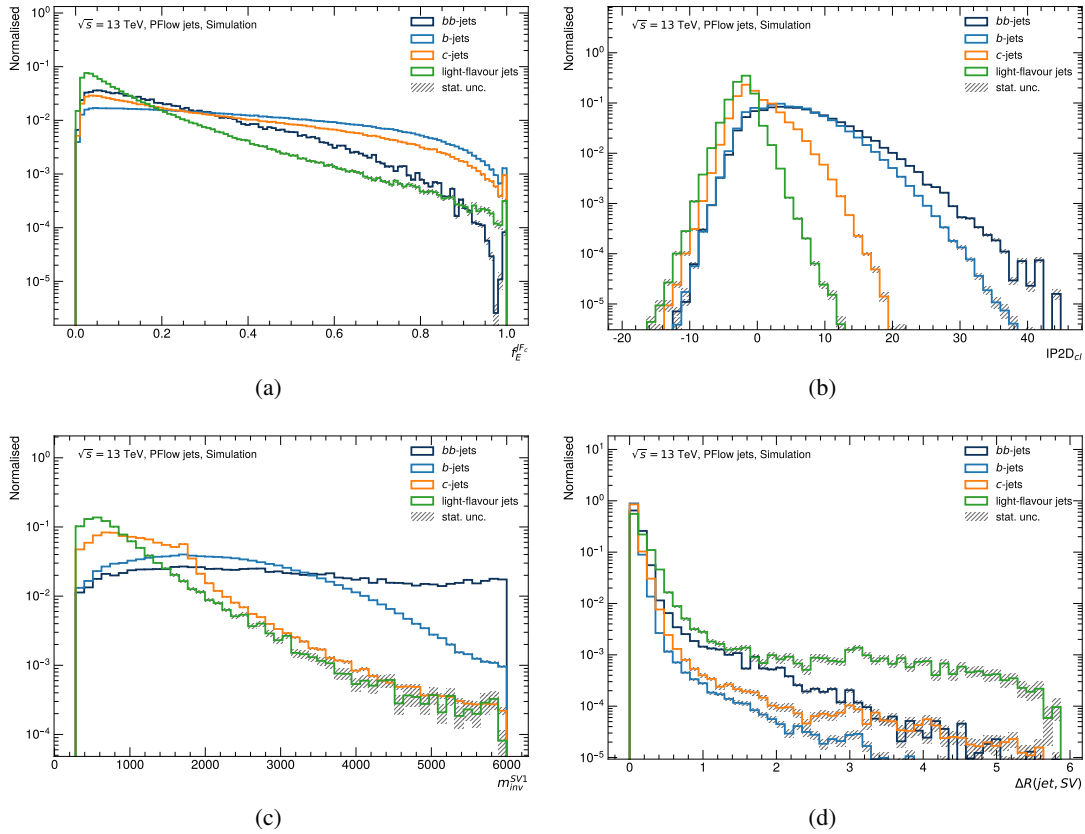 Normalised
10⁰
10⁻¹
10⁻²
10⁻³
10⁻⁴
10⁻⁵
√s = 13 TeV, PFlow jets, Simulation
bb-jets
b-jets
c-jets
light-flavour jets
stat. unc.
0.0 0.2 0.4 0.6 0.8 1.0
f_E^{JF_c}
(a)
Normalised
10⁰
10⁻¹
10⁻²
10⁻³
10⁻⁴
10⁻⁵
√s = 13 TeV, PFlow jets, Simulation
bb-jets
b-jets
c-jets
light-flavour jets
stat. unc.
-20 -10 0 10 20 30 40
IP2D_{cl}
(b)
Normalised
10⁰
10⁻¹
10⁻²
10⁻³
10⁻⁴
√s = 13 TeV, PFlow jets, Simulation
bb-jets
b-jets
c-jets
light-flavour jets
stat. unc.
0 1000 2000 3000 4000 5000 6000
m_{inv}^{SV1}
(c)
Normalised
10¹
10⁰
10⁻¹
10⁻²
10⁻³
10⁻⁴
10⁻⁵
√s = 13 TeV, PFlow jets, Simulation
bb-jets
b-jets
c-jets
light-flavour jets
stat. unc.
0 1 2 3 4 5 6
ΔR(jet, SV)
(d)